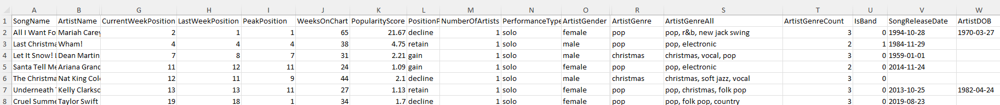 A B G H I J K L M N O R S T U V W
1 SongName ArtistName CurrentWeekPosition LastWeekPosition PeakPosition WeeksOnChart PopularityScore PositionP NumberOfArtists PerformanceType ArtistGender ArtistGenre ArtistGenreAll ArtistGenreCount IsBand SongReleaseDate ArtistDOB
2 All I Want Fo Mariah Carey 2 1 1 65 21.67 decline 1 solo female pop pop, r&b, new jack swing 3 0 1994-10-28 1970-03-27
3 Last Christma Wham! 4 4 4 38 4.75 retain 1 solo male pop pop, electronic 2 1 1984-11-29
4 Let It Snow! L Dean Martin 7 8 7 31 2.21 gain 1 solo male christmas christmas, vocal, pop 3 0 1959-01-01
5 Santa Tell Me Ariana Granc 11 12 11 24 1.09 gain 1 solo female pop pop, electronic 2 0 2014-11-24
6 The Christma Nat King Col 12 11 9 44 2.1 decline 1 solo male christmas christmas, soft jazz, vocal 3 0
7 Underneath T Kelly Clarksc 13 13 11 27 1.13 retain 1 solo female pop pop, christmas, folk pop 3 0 2013-10-25 1982-04-24
8 Cruel Summe Taylor Swift 19 18 1 34 1.7 decline 1 solo female pop pop, folk pop, country 3 0 2019-08-23